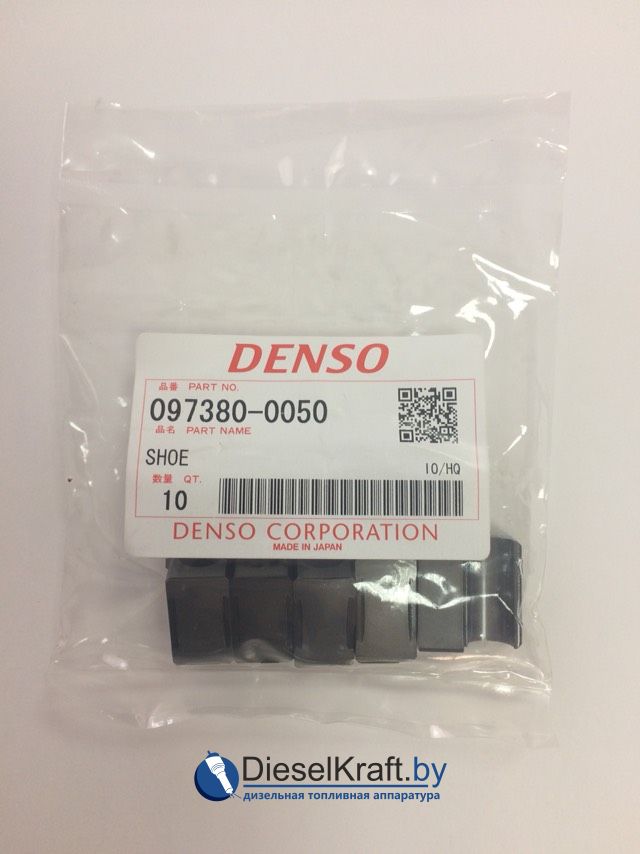 DENSO
品番 PART NO.
097380-0050
品名 PART NAME
SHOE
10/HQ
数量 QT.
10
DENSO CORPORATION
MADE IN JAPAN
DieselKraft.by
дизельная топливная аппаратура